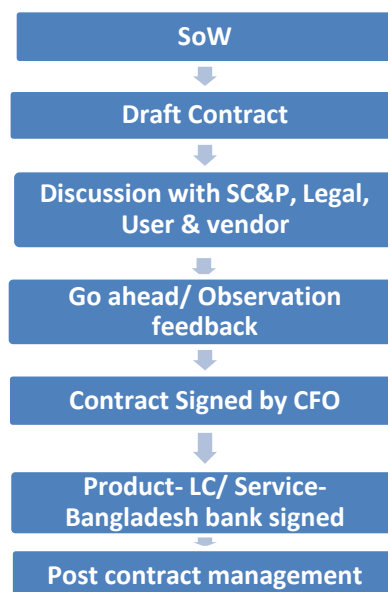 SoW
Draft Contract
Discussion with SC&P, Legal,
User & vendor
Go ahead/ Observation
feedback
Contract Signed by CFO
Product- LC/ Service-
Bangladesh bank signed
Post contract management